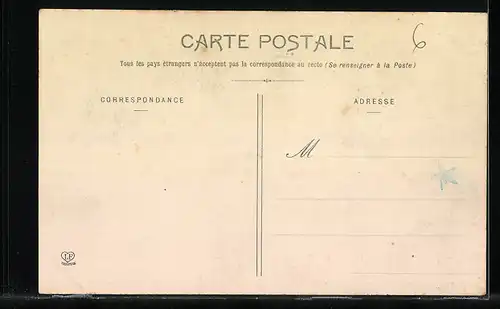 CARTE POSTALE
6
Tous les pays étrangers n'acceptent pas la correspondance au recto (Se renseigner à la Poste)
CORRESPONDANCE
ADRESSE
M